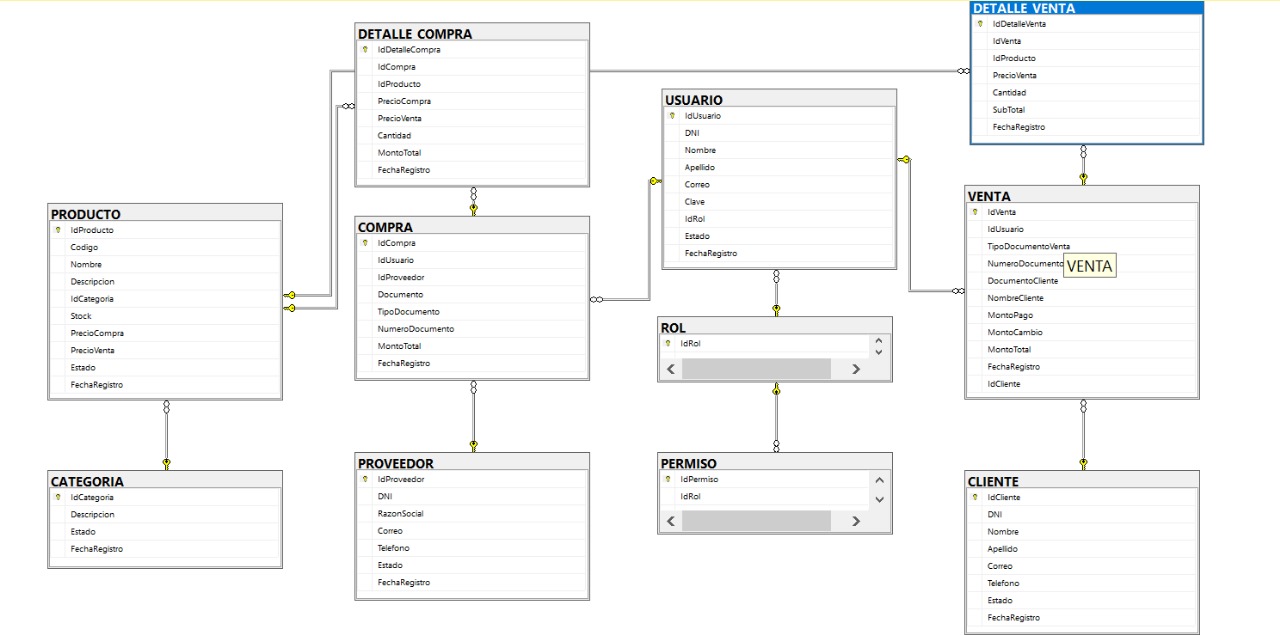 DETALLE COMPRA
IdDetalleCompra
IdCompra
IdProducto
PrecioCompra
PrecioVenta
Cantidad
MontoTotal
FechaRegistro
DETALLE VENTA
IdDetalleVenta
IdVenta
IdProducto
PrecioVenta
Cantidad
SubTotal
FechaRegistro
USUARIO
IdUsuario
DNI
Nombre
Apellido
Correo
Clave
IdRol
Estado
FechaRegistro
PRODUCTO
IdProducto
Codigo
Nombre
Descripcion
IdCategoria
Stock
PrecioCompra
PrecioVenta
Estado
FechaRegistro
COMPRA
IdCompra
IdUsuario
IdProveedor
Documento
TipoDocumento
NumeroDocumento
MontoTotal
FechaRegistro
VENTA
IdVenta
IdUsuario
TipoDocumentoVenta
NumeroDocumento
VENTA
DocumentoCliente
NombreCliente
MontoPago
MontoCambio
MontoTotal
FechaRegistro
IdCliente
ROL
IdRol
CATEGORIA
IdCategoria
Descripcion
Estado
FechaRegistro
PROVEEDOR
IdProveedor
DNI
RazonSocial
Correo
Telefono
Estado
FechaRegistro
PERMISO
IdPermiso
IdRol
CLIENTE
IdCliente
DNI
Nombre
Apellido
Correo
Telefono
Estado
FechaRegistro